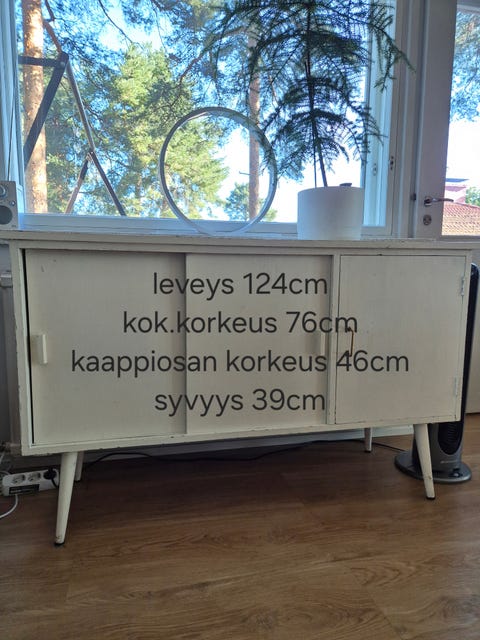 leveys 124cm
kok.korkeus 76cm
kaappiosan korkeus 46cm
syvyys 39cm